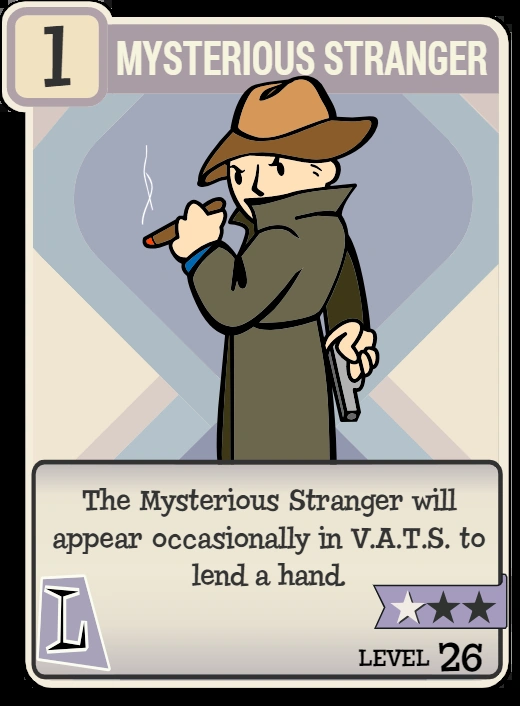 1
MYSTERIOUS STRANGER
The Mysterious Stranger will
appear occasionally in V.A.T.S. to
lend a hand.
L
LEVEL 26